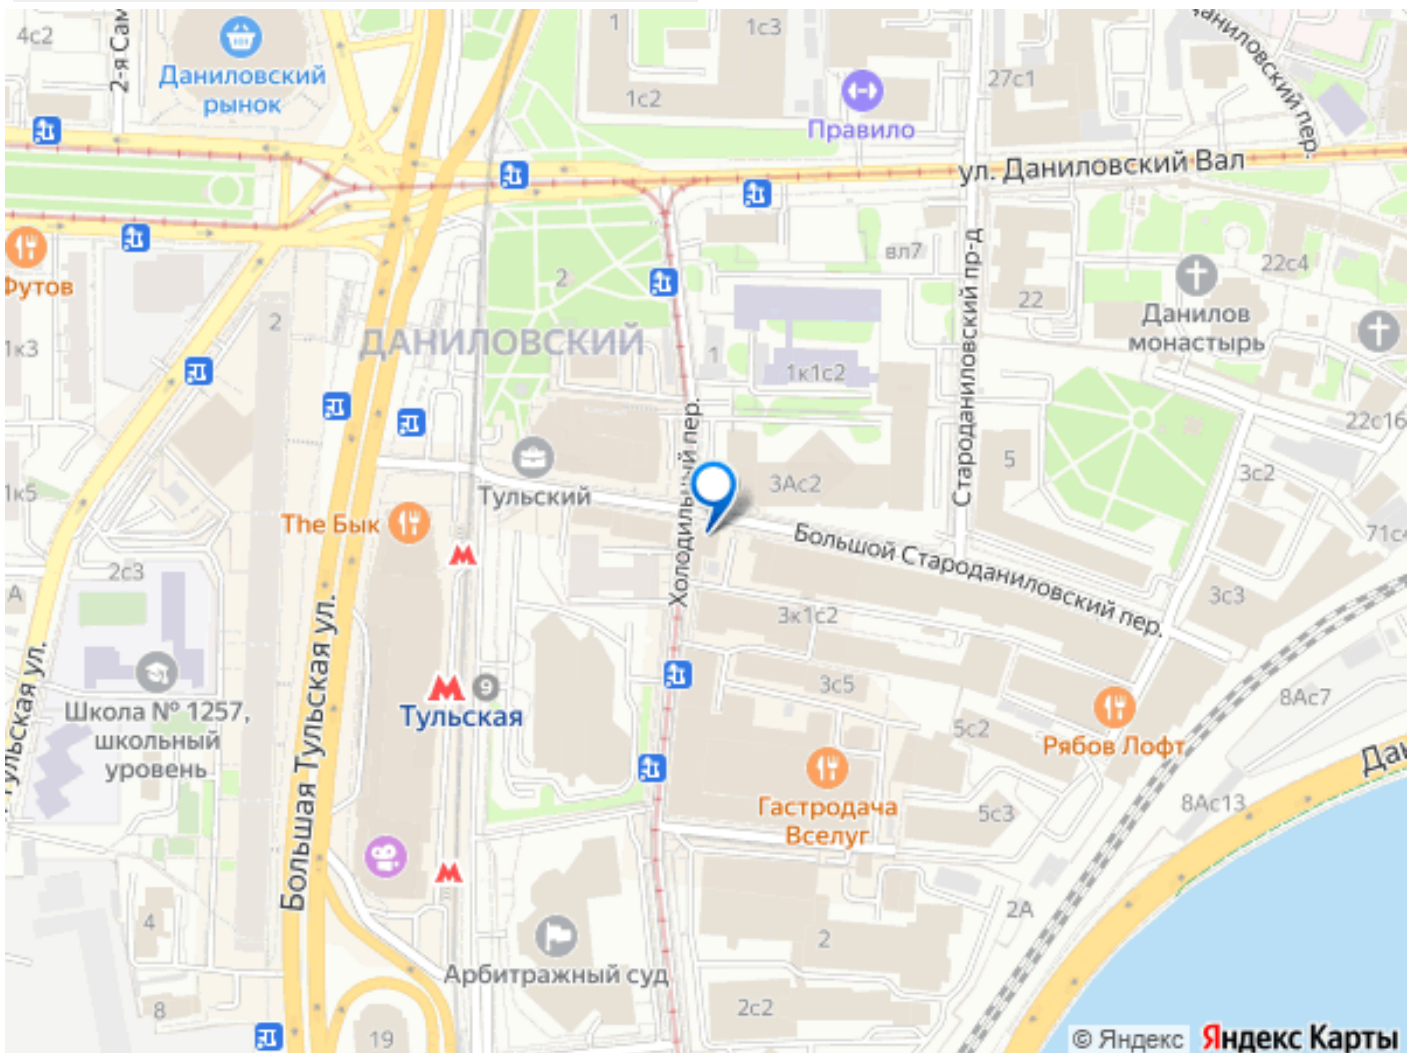 4с2
2-я Сам
Даниловский
рынок
1
1с3
1с2
Правило
27с1
Даниловский пер.
ул. Даниловский Вал
Футов
1к3
2
2
ДАНИЛОВСКИЙ
вл7
Староданиловский пр-д
22
22с4
Данилов
монастырь
1
1к1с2
22с16
Холодильный пер.
Тульский
3Ас2
5
3с2
1к5
The Бык
Большой Староданиловский пер.
71с4
2с3
А
3к1с2
3с3
Большая Тульская ул.
Тульская ул.
Школа № 1257,
школьный
уровень
9
Тульская
3с5
5с2
8Ас7
Рябов Лофт
Гастродача
Вселуг
5с3
8Ас13
Дан
4
2А
2
Арбитражный суд
8
19
2с2
© Яндекс Яндекс Карты